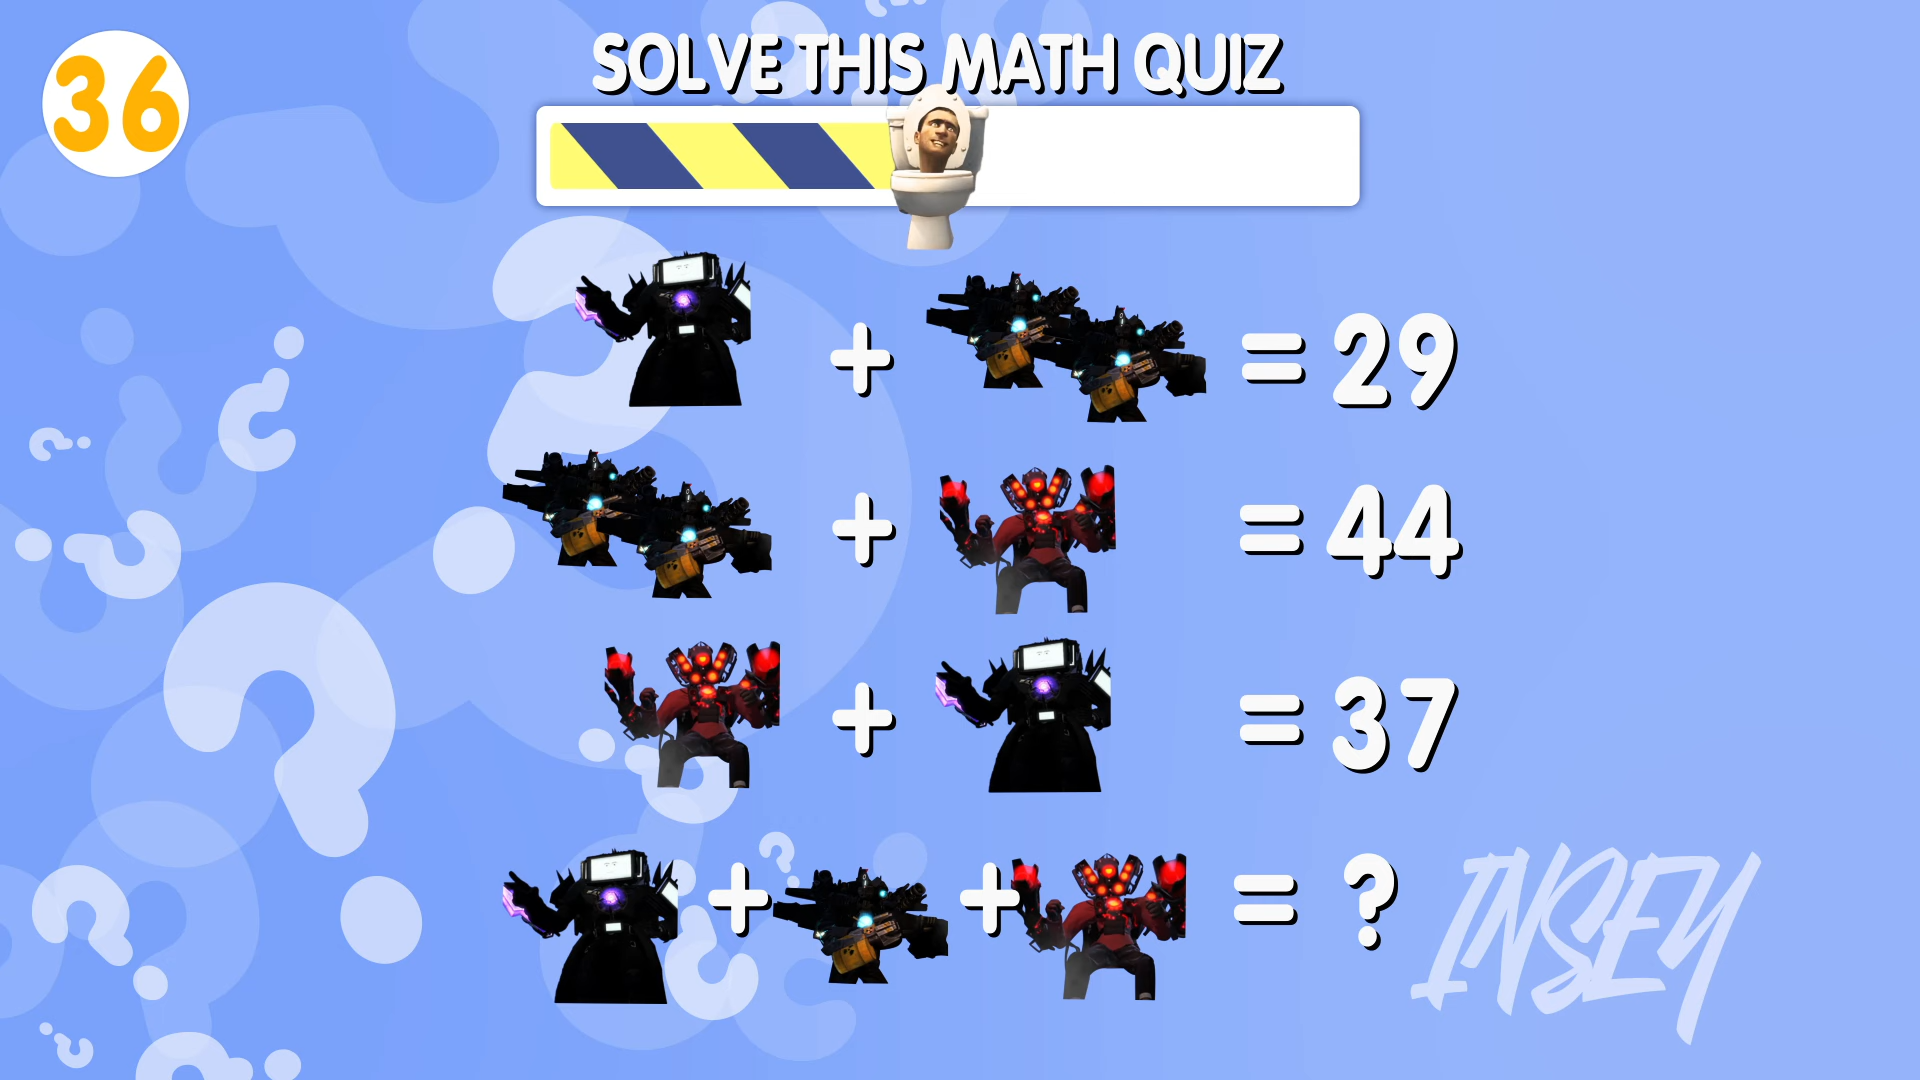 36
SOLVE THIS MATH QUIZ
+ = 29
+ = 44
+ = 37
+ + = ?
INSEY